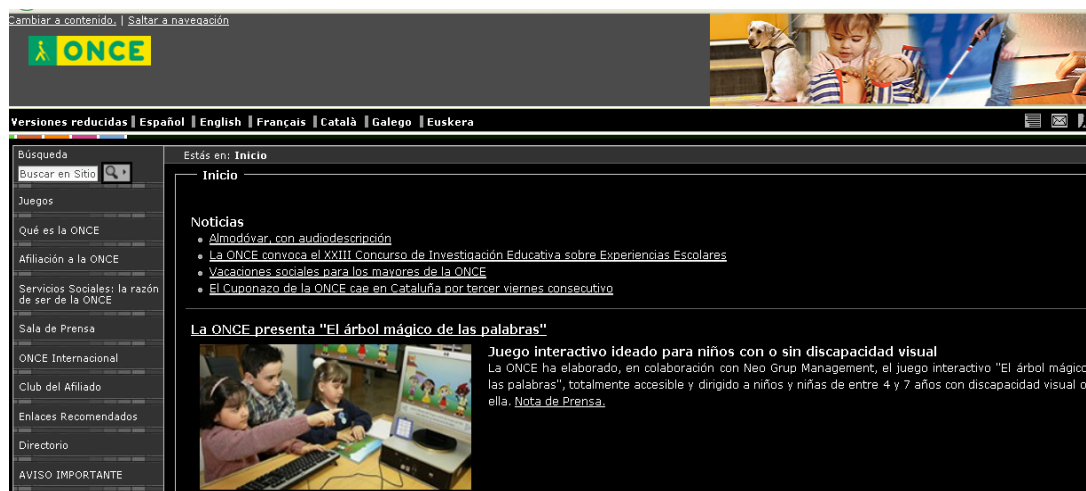 Cambiar a contenido, | Saltar a navegación
ONCE
Versiones reducidas | Español | English | Français | Català | Galego | Euskera
Búsqueda
Buscar en Sitio
Juegos
Qué es la ONCE
Afiliación a la ONCE
Servicios Sociales: la razón
de ser de la ONCE
Sala de Prensa
ONCE Internacional
Club del Afiliado
Enlaces Recomendados
Directorio
AVISO IMPORTANTE
Estás en: Inicio
Inicio
Noticias
Almodóvar, con audiodescripción
La ONCE convoca el XXIII Concurso de Investigación Educativa sobre Experiencias Escolares
Vacaciones sociales para los mayores de la ONCE
El Cuponazo de la ONCE cae en Cataluña por tercer viernes consecutivo
La ONCE presenta "El árbol mágico de las palabras"
Juego interactivo ideado para niños con o sin discapacidad visual
La ONCE ha elaborado, en colaboración con Neo Grup Management, el juego interactivo "El árbol mágico
las palabras", totalmente accesible y dirigido a niños y niñas de entre 4 y 7 años con discapacidad visual o
ella. Nota de Prensa.